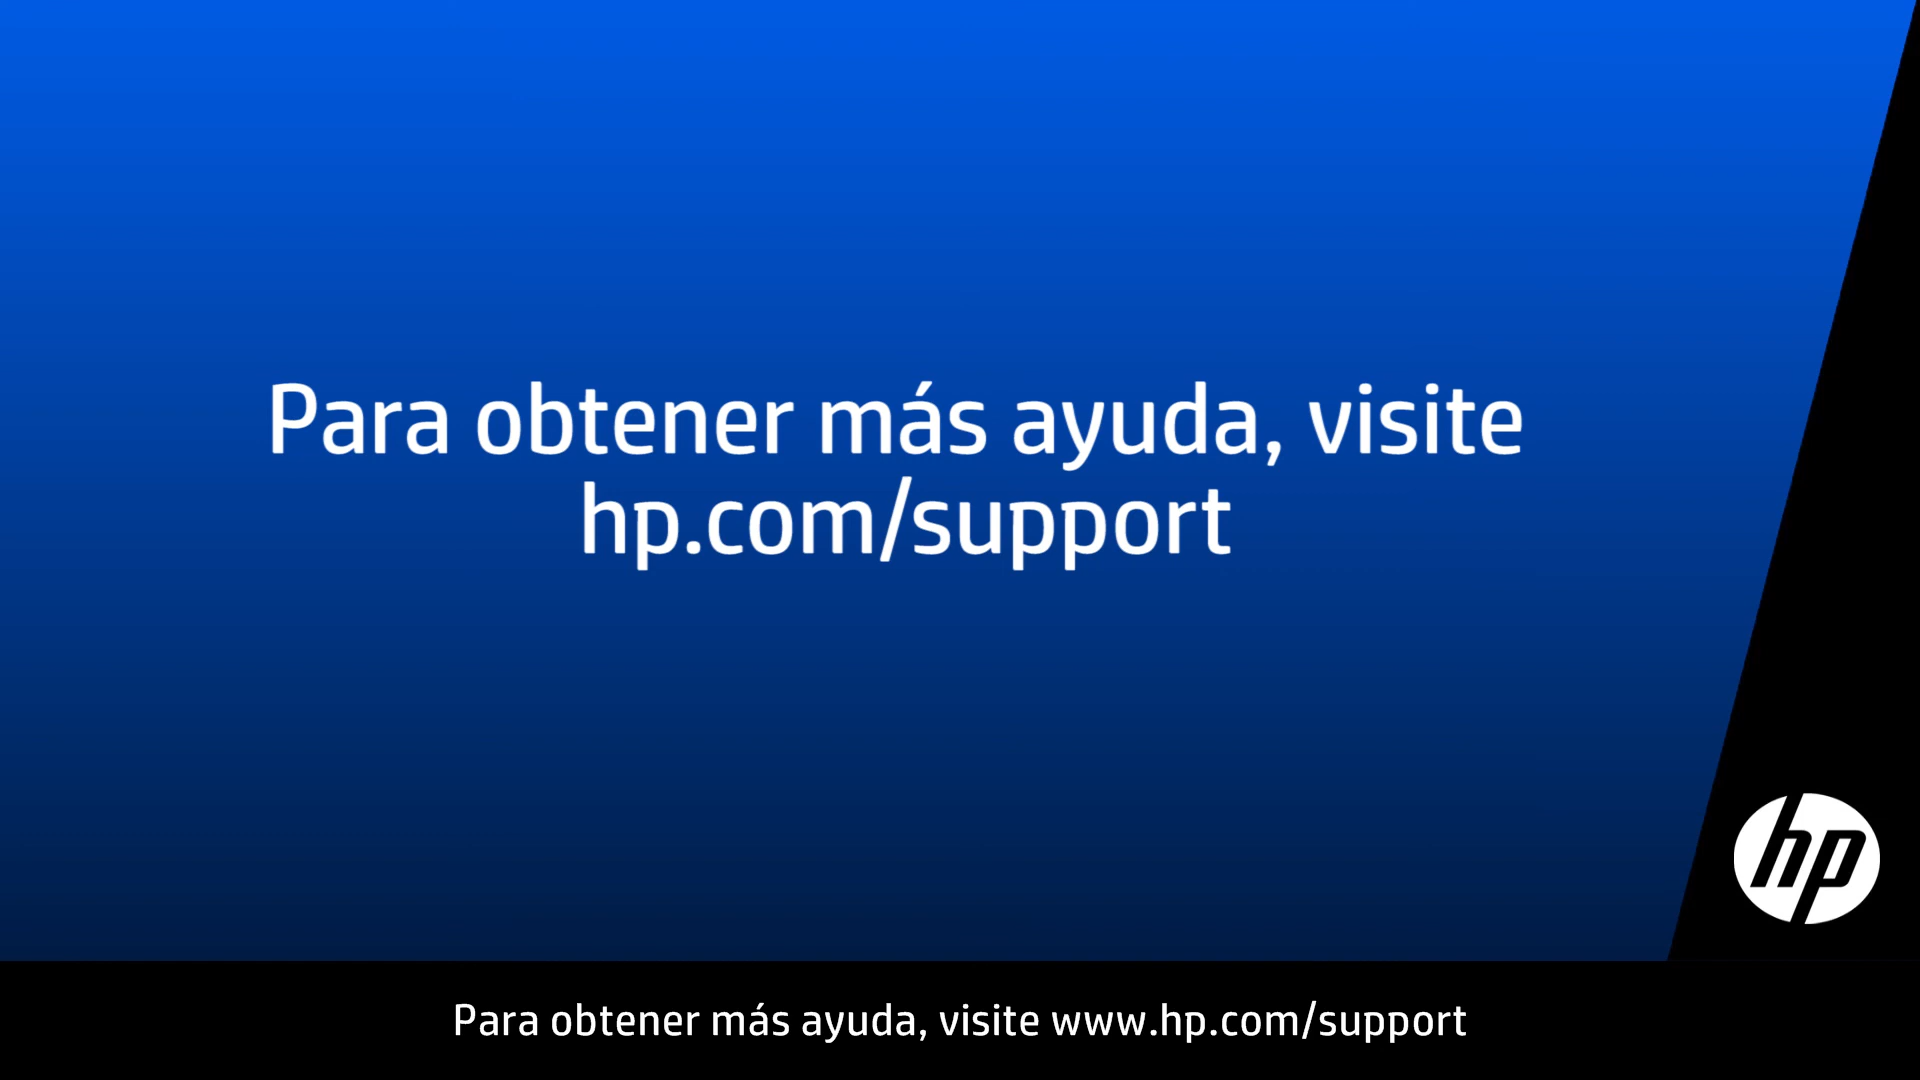 Para obtener más ayuda, visite
hp.com/support
hp
Para obtener más ayuda, visite www.hp.com/support